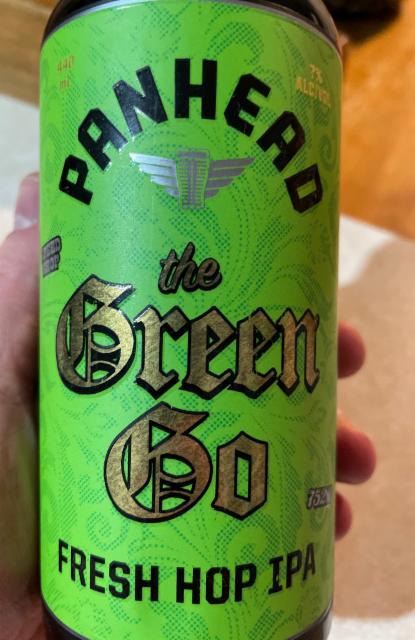 440
ml
7%
ALC/VOL
PANHEAD
the
Green
Go
FRESH HOP IPA